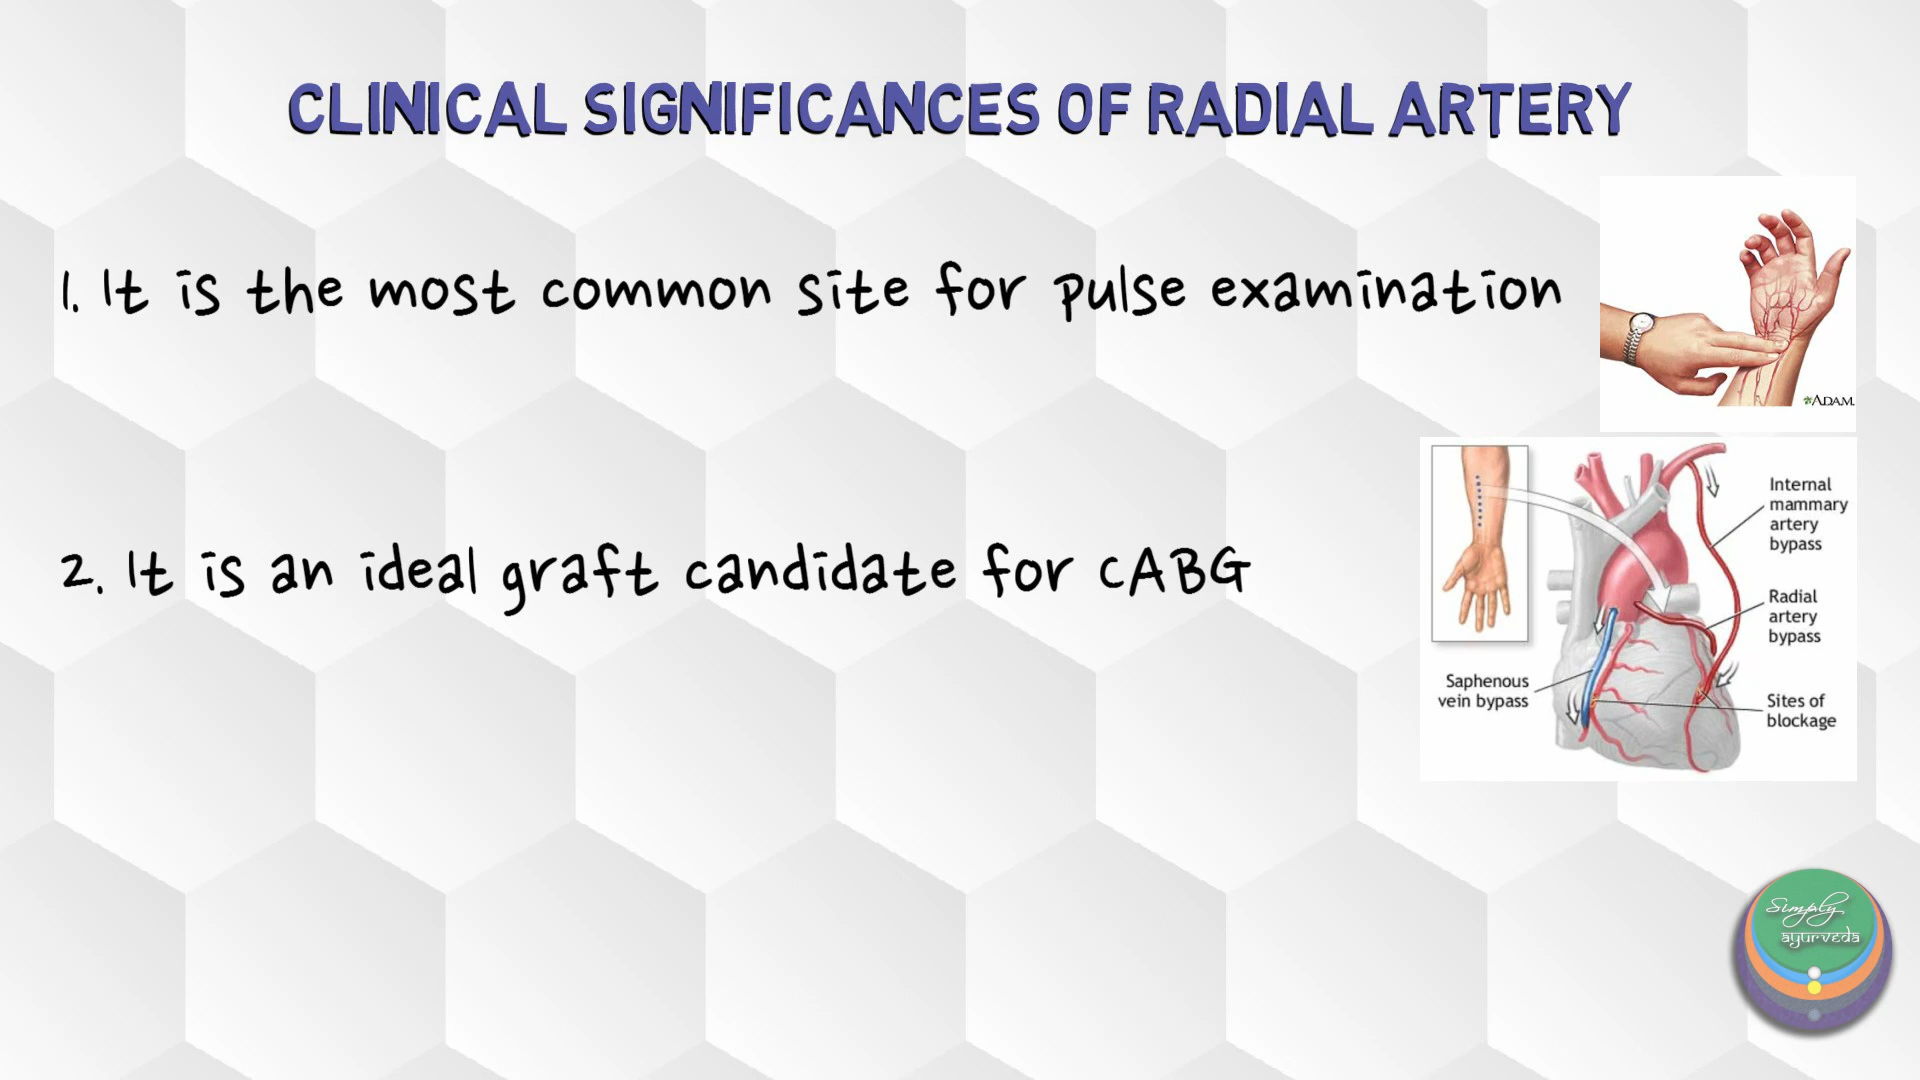 CLINICAL SIGNIFICANCES OF RADIAL ARTERY
1. It is the most common site for pulse examination
ADAM.
2. It is an ideal graft candidate for CABG
Internal
mammary
artery
bypass
Radial
artery
bypass
Saphenous
vein bypass
Sites of
blockage
Simply
ayurveda